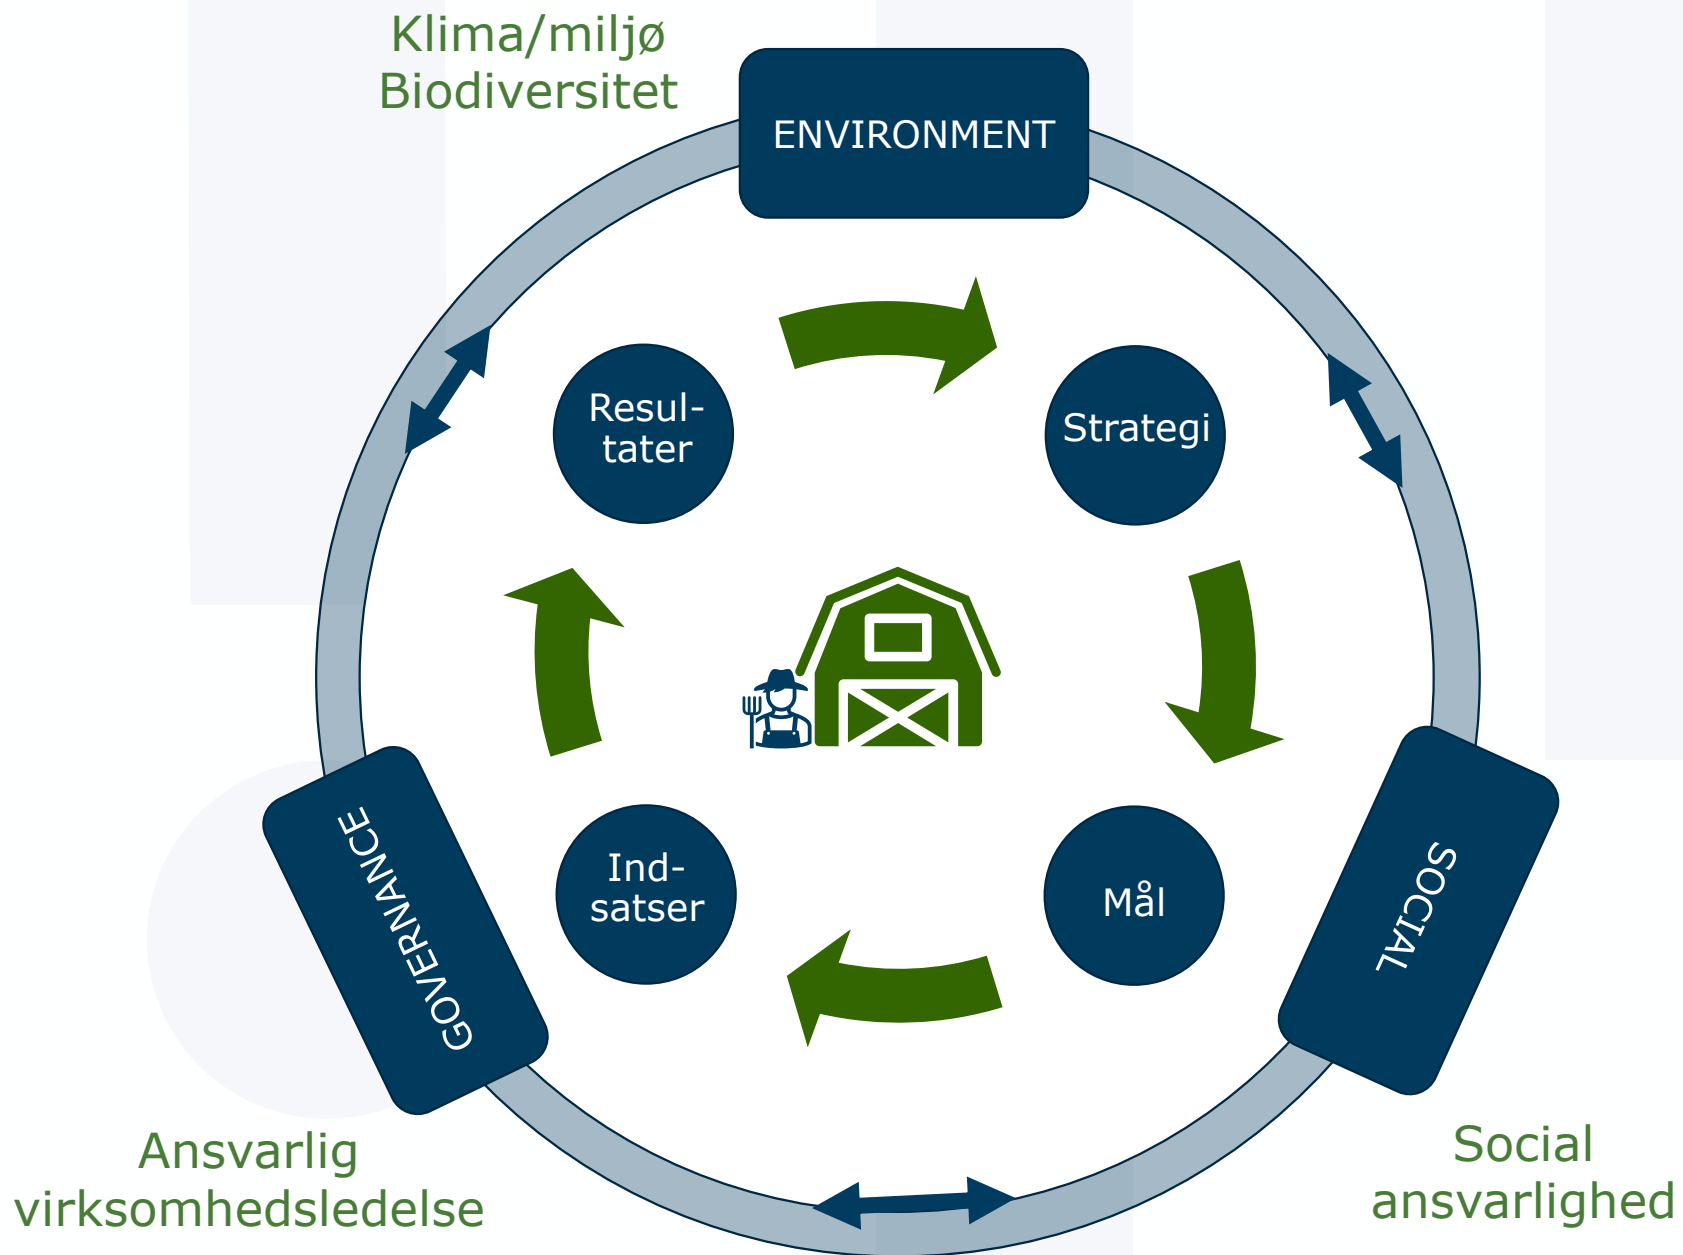 Klima/miljø
Biodiversitet
ENVIRONMENT
Resul-
tater
Strategi
Ind-
satser
Mål
GOVERNANCE
SOCIAL
Ansvarlig
virksomhedsledelse
Social
ansvarlighed